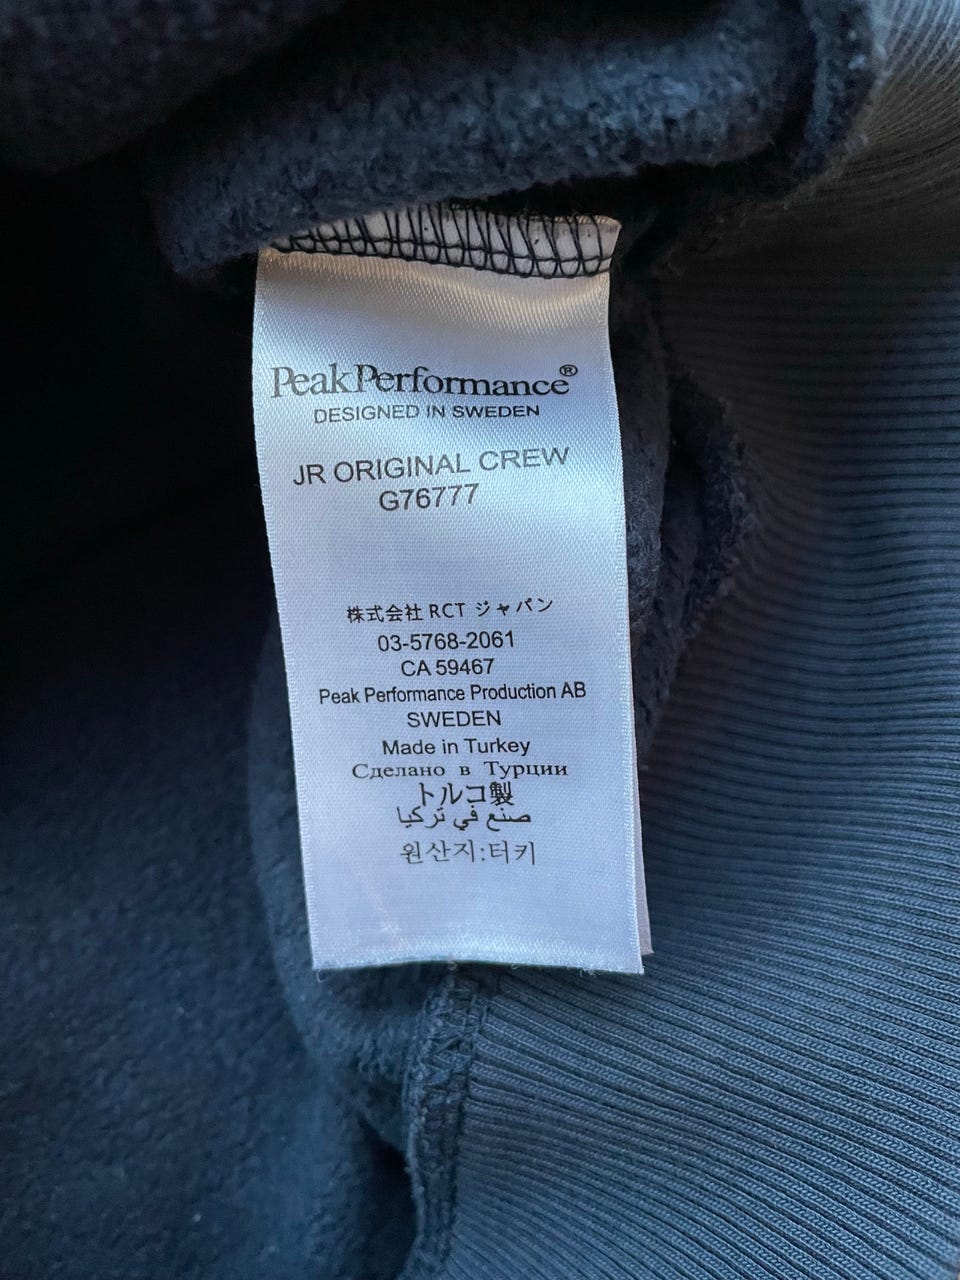 PeakPerformance®
DESIGNED IN SWEDEN
JR ORIGINAL CREW
G76777
株式会社 RCT ジャパン
03-5768-2061
CA 59467
Peak Performance Production AB
SWEDEN
Made in Turkey
Сделано в Турции
トルコ製
صنع في تركيا
원산지:터키